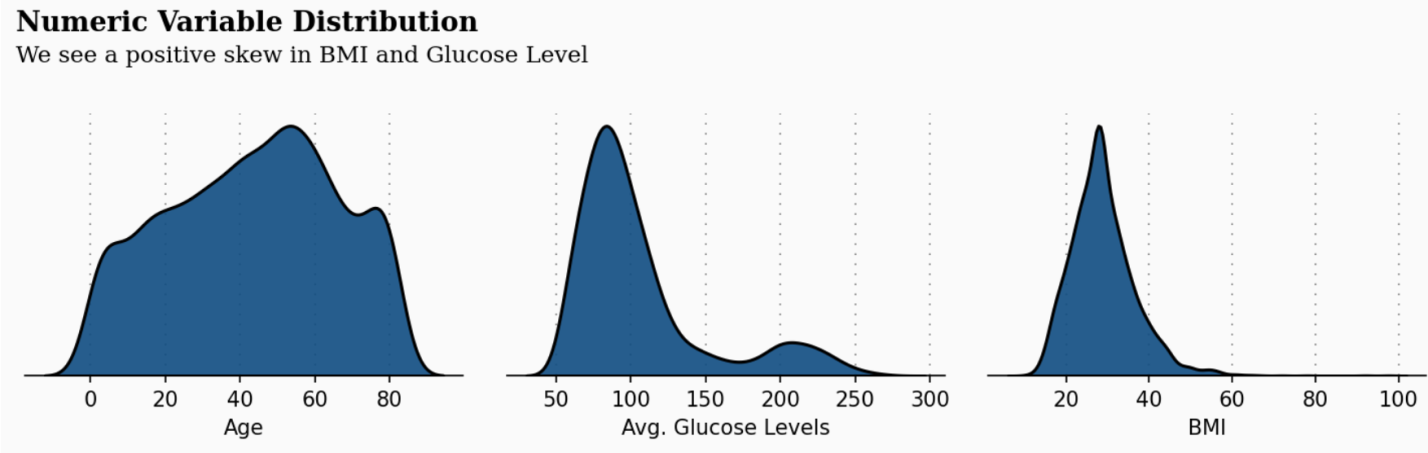 Numeric Variable Distribution
We see a positive skew in BMI and Glucose Level
0 20 40 60 80
Age
50 100 150 200 250 300
Avg. Glucose Levels
20 40 60 80 100
BMI